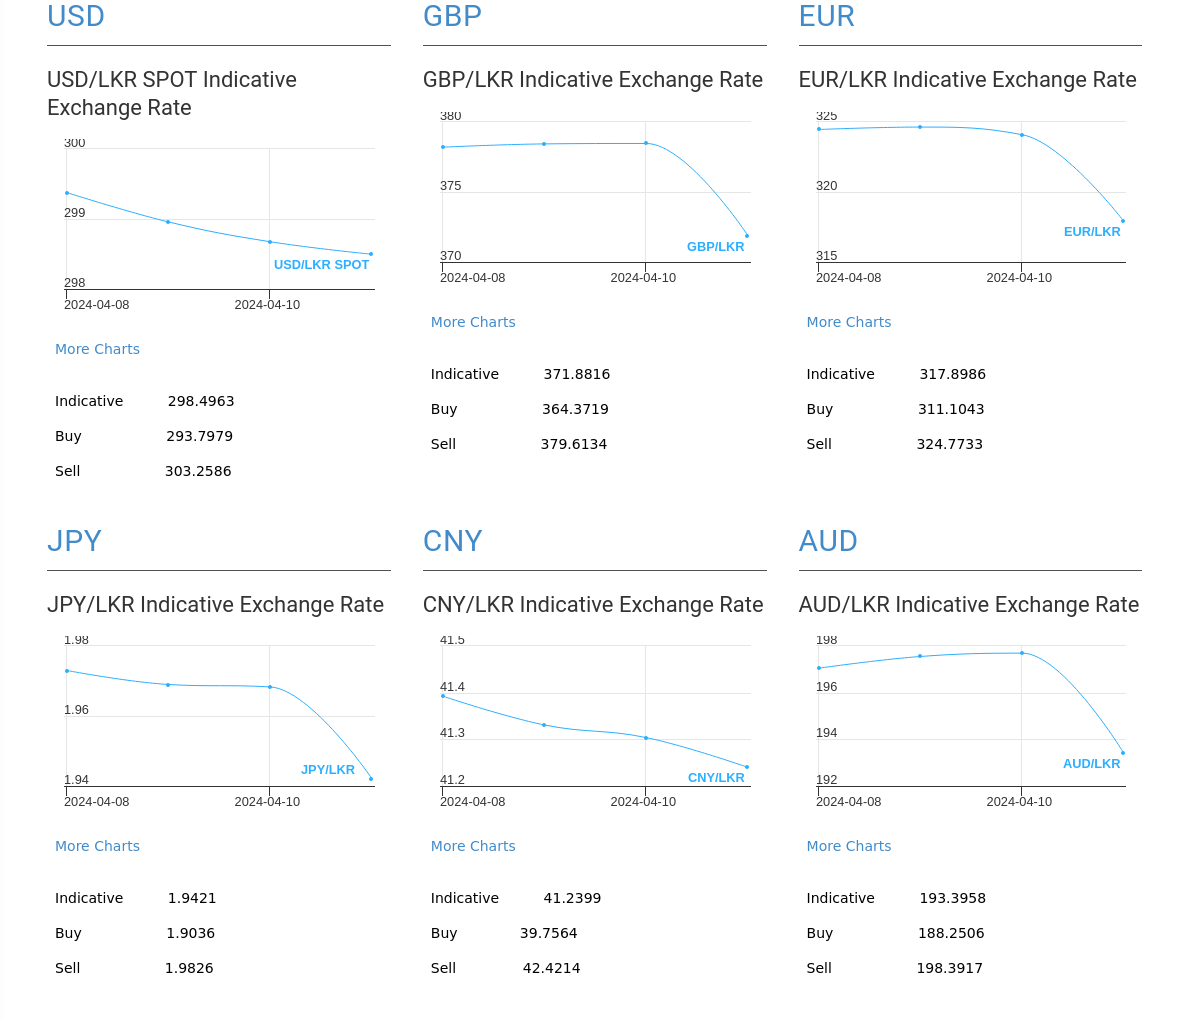 USD
USD/LKR SPOT Indicative
Exchange Rate
300
299
298
USD/LKR SPOT
2024-04-08 2024-04-10
More Charts
Indicative 298.4963
Buy 293.7979
Sell 303.2586
GBP
GBP/LKR Indicative Exchange Rate
380
375
370
GBP/LKR
2024-04-08 2024-04-10
More Charts
Indicative 371.8816
Buy 364.3719
Sell 379.6134
EUR
EUR/LKR Indicative Exchange Rate
325
320
315
EUR/LKR
2024-04-08 2024-04-10
More Charts
Indicative 317.8986
Buy 311.1043
Sell 324.7733
JPY
JPY/LKR Indicative Exchange Rate
1.98
1.96
1.94
JPY/LKR
2024-04-08 2024-04-10
More Charts
Indicative 1.9421
Buy 1.9036
Sell 1.9826
CNY
CNY/LKR Indicative Exchange Rate
41.5
41.4
41.3
41.2
CNY/LKR
2024-04-08 2024-04-10
More Charts
Indicative 41.2399
Buy 39.7564
Sell 42.4214
AUD
AUD/LKR Indicative Exchange Rate
198
196
194
192
AUD/LKR
2024-04-08 2024-04-10
More Charts
Indicative 193.3958
Buy 188.2506
Sell 198.3917